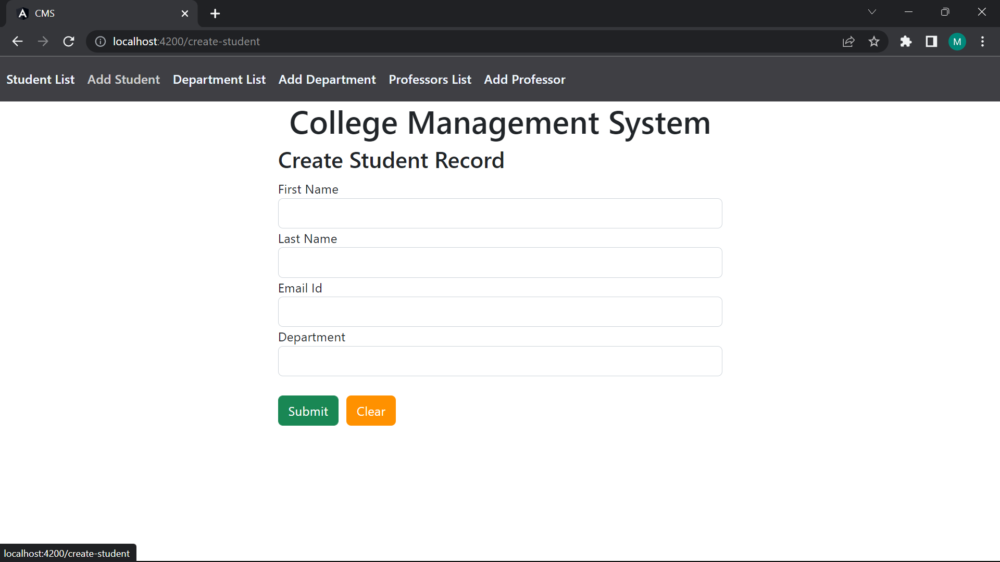 CMS
localhost:4200/create-student
M
Student List Add Student Department List Add Department Professors List Add Professor
College Management System
Create Student Record
First Name
Last Name
Email Id
Department
Submit Clear
localhost:4200/create-student